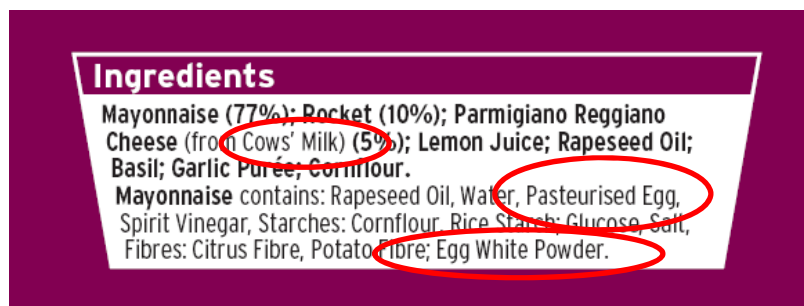 Ingredients
Mayonnaise (77%); Rocket (10%); Parmigiano Reggiano
Cheese (from Cows' Milk) (5%); Lemon Juice; Rapeseed Oil;
Basil; Garlic Purée; Cornflour.
Mayonnaise contains: Rapeseed Oil, Water, Pasteurised Egg,
Spirit Vinegar, Starches: Cornflour, Rice Starch; Glucose, Salt,
Fibres: Citrus Fibre, Potato Fibre; Egg White Powder.